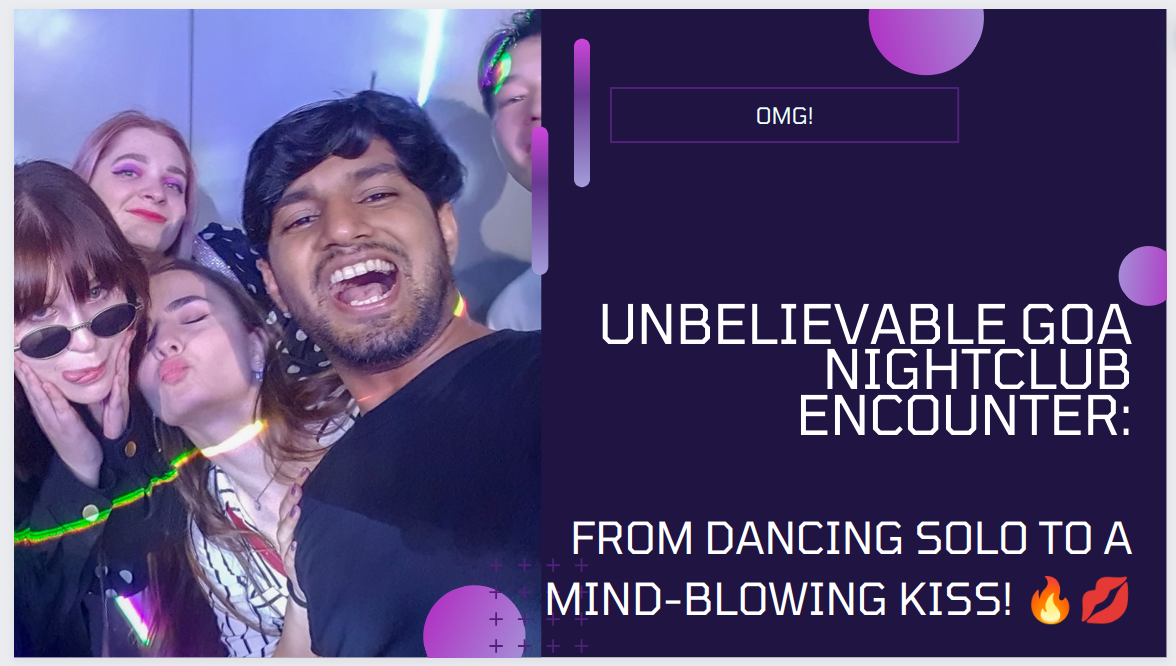 OMG!
UNBELIEVABLE GOA
NIGHTCLUB
ENCOUNTER:
FROM DANCING SOLO TO A
MIND-BLOWING KISS! 🔥💋